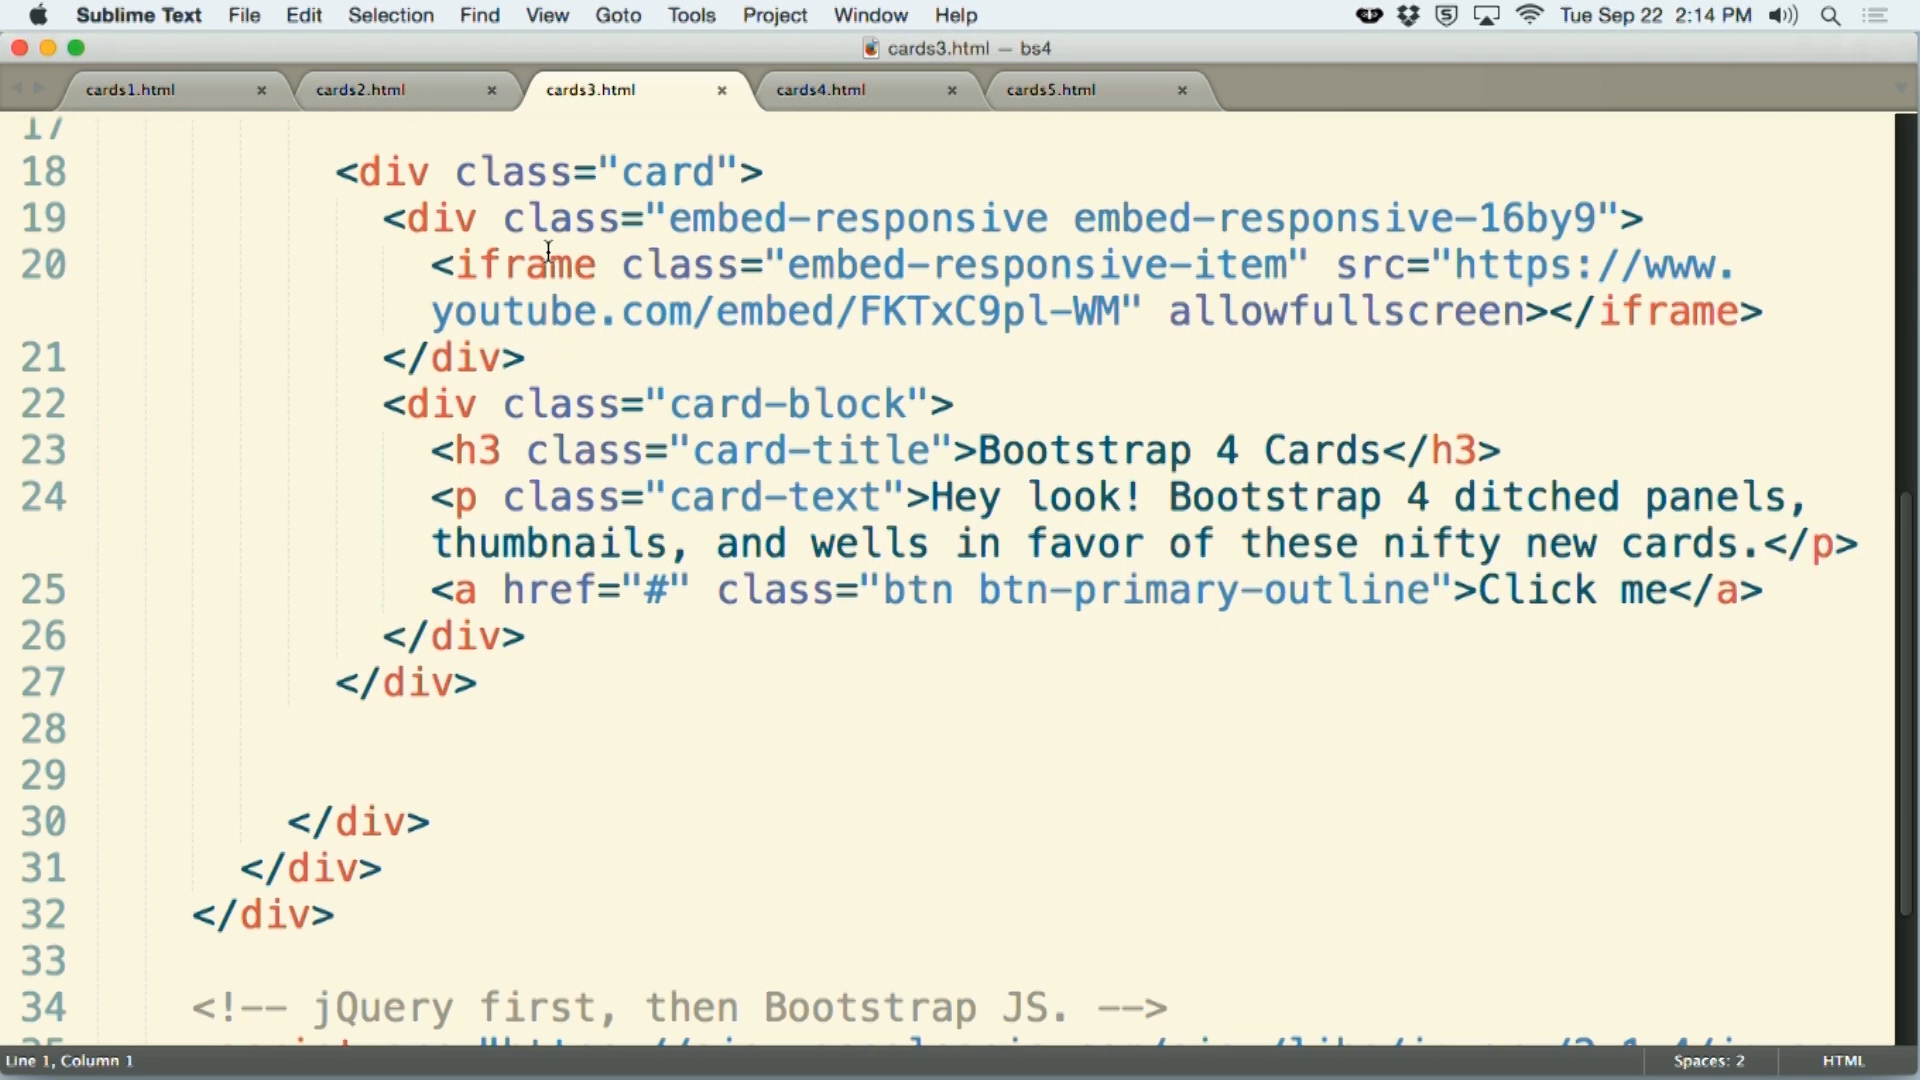 Sublime Text File Edit Selection Find View Goto Tools Project Window Help Tue Sep 22 2:14 PM
cards3.html — bs4
cards1.html × cards2.html × cards3.html × cards4.html × cards5.html ×
17
18 <div class="card">
19 <div class="embed-responsive embed-responsive-16by9">
20 <iframe class="embed-responsive-item" src="https://www.
youtube.com/embed/FKTxC9pl-WM" allowfullscreen></iframe>
21 </div>
22 <div class="card-block">
23 <h3 class="card-title">Bootstrap 4 Cards</h3>
24 <p class="card-text">Hey look! Bootstrap 4 ditched panels,
thumbnails, and wells in favor of these nifty new cards.</p>
25 <a href="#" class="btn btn-primary-outline">Click me</a>
26 </div>
27 </div>
28
29
30 </div>
31 </div>
32 </div>
33
34 <!-- jQuery first, then Bootstrap JS. -->
Line 1, Column 1 Spaces: 2 HTML